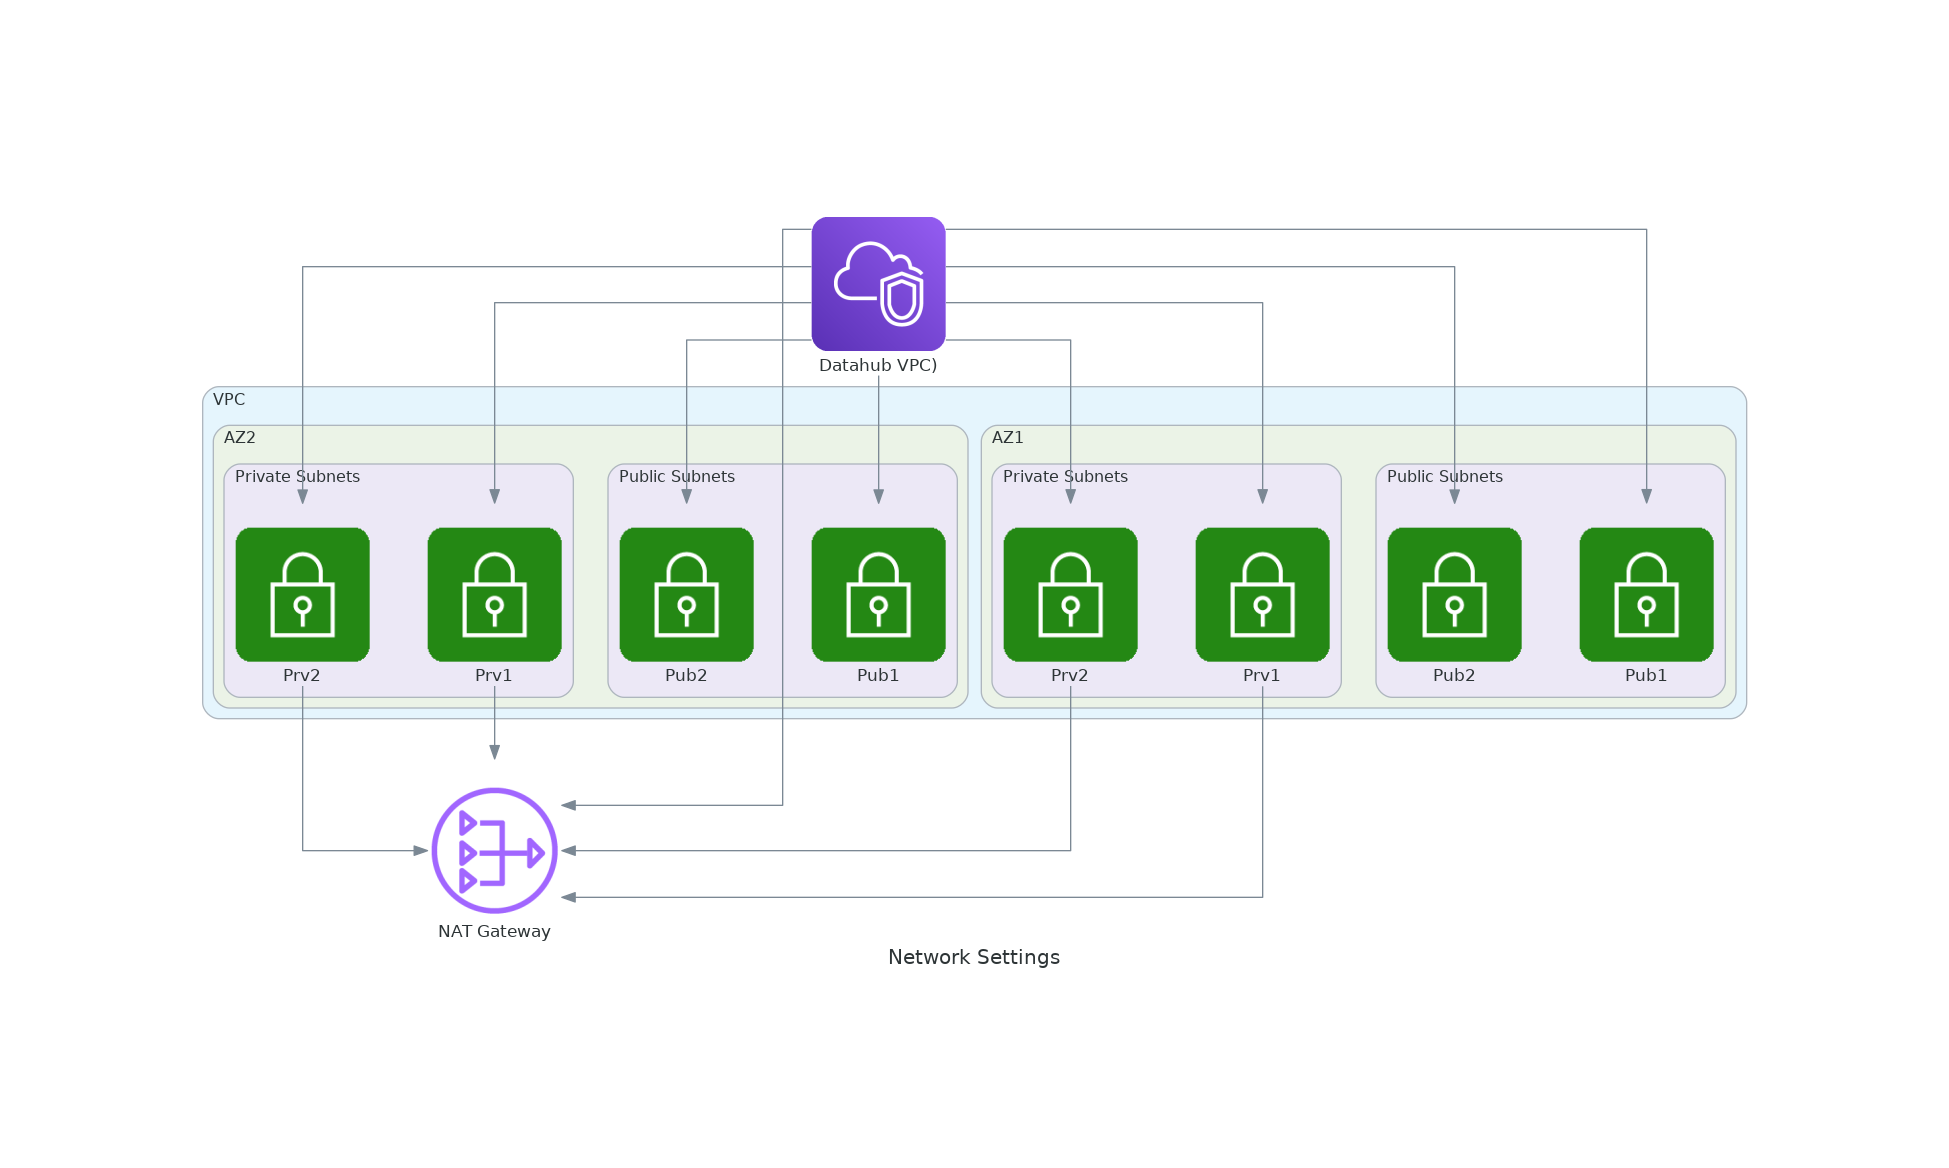 Datahub VPC)
VPC
AZ2
AZ1
Private Subnets
Public Subnets
Private Subnets
Public Subnets
Prv2
Prv1
Pub2
Pub1
Prv2
Prv1
Pub2
Pub1
NAT Gateway
Network Settings